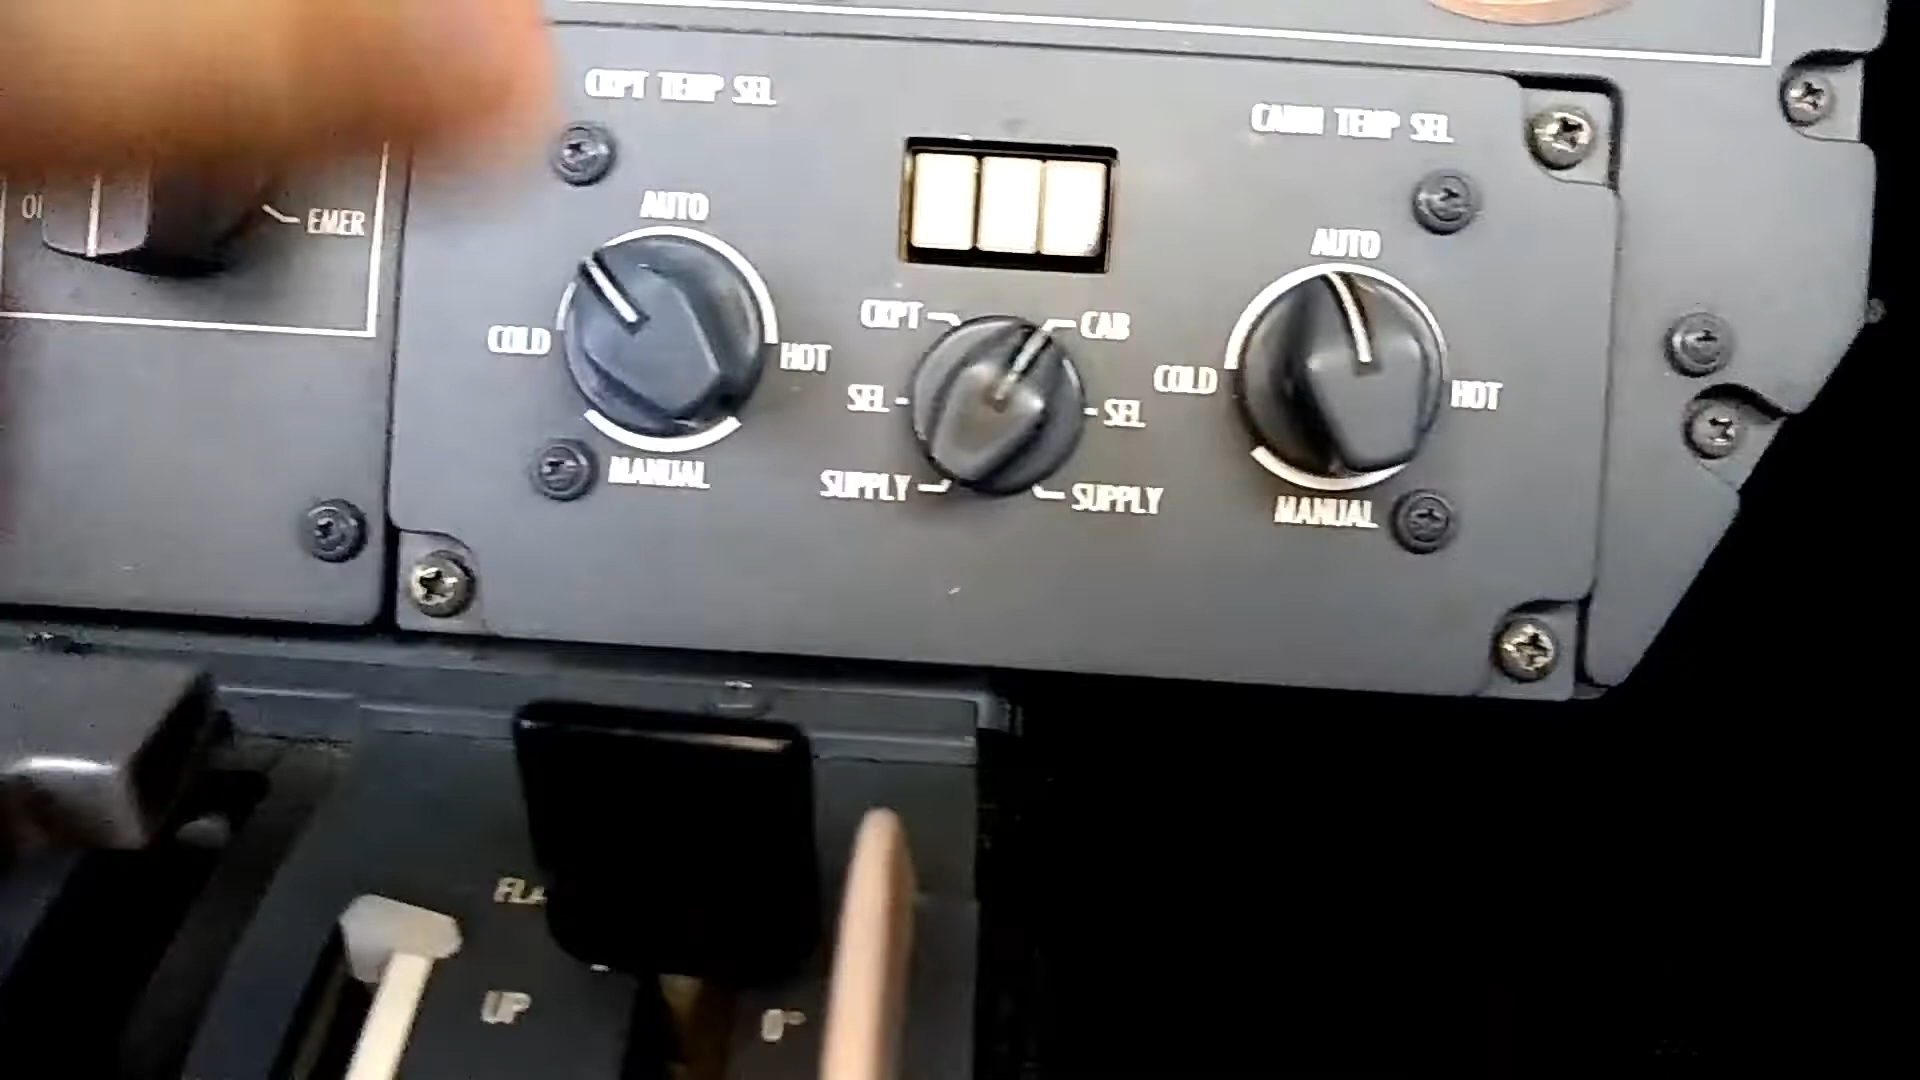 CKPT TEMP SEL
CABIN TEMP SEL
EMER
AUTO
AUTO
COLD
HOT
CKPT
CAB
COLD
HOT
SEL
SEL
MANUAL
SUPPLY
SUPPLY
MANUAL
UP
0°